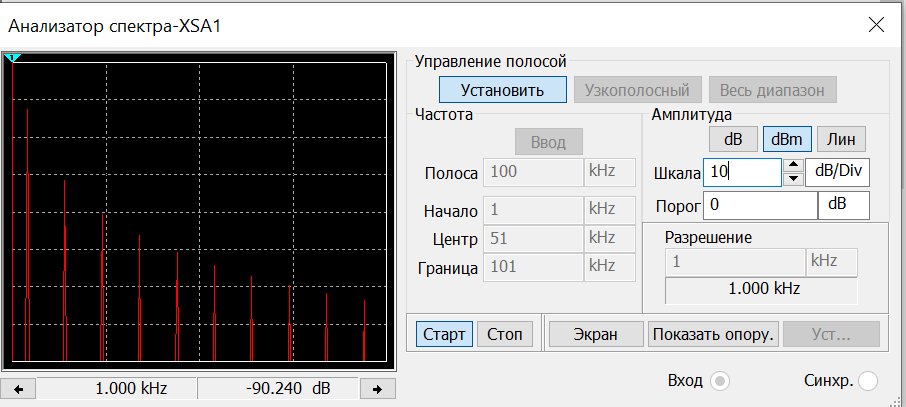 Анализатор спектра-XSA1
1
Управление полосой
Установить Узкополосный Весь диапазон
Частота
Ввод
Полоса 100 kHz
Начало 1 kHz
Центр 51 kHz
Граница 101 kHz
Амплитуда
dB dBm Лин
Шкала 10 dB/Div
Порог 0 dB
Разрешение
1 kHz
1.000 kHz
Старт Стоп Экран Показать опору. Уст...
1.000 kHz -90.240 dB
Вход Синхр.